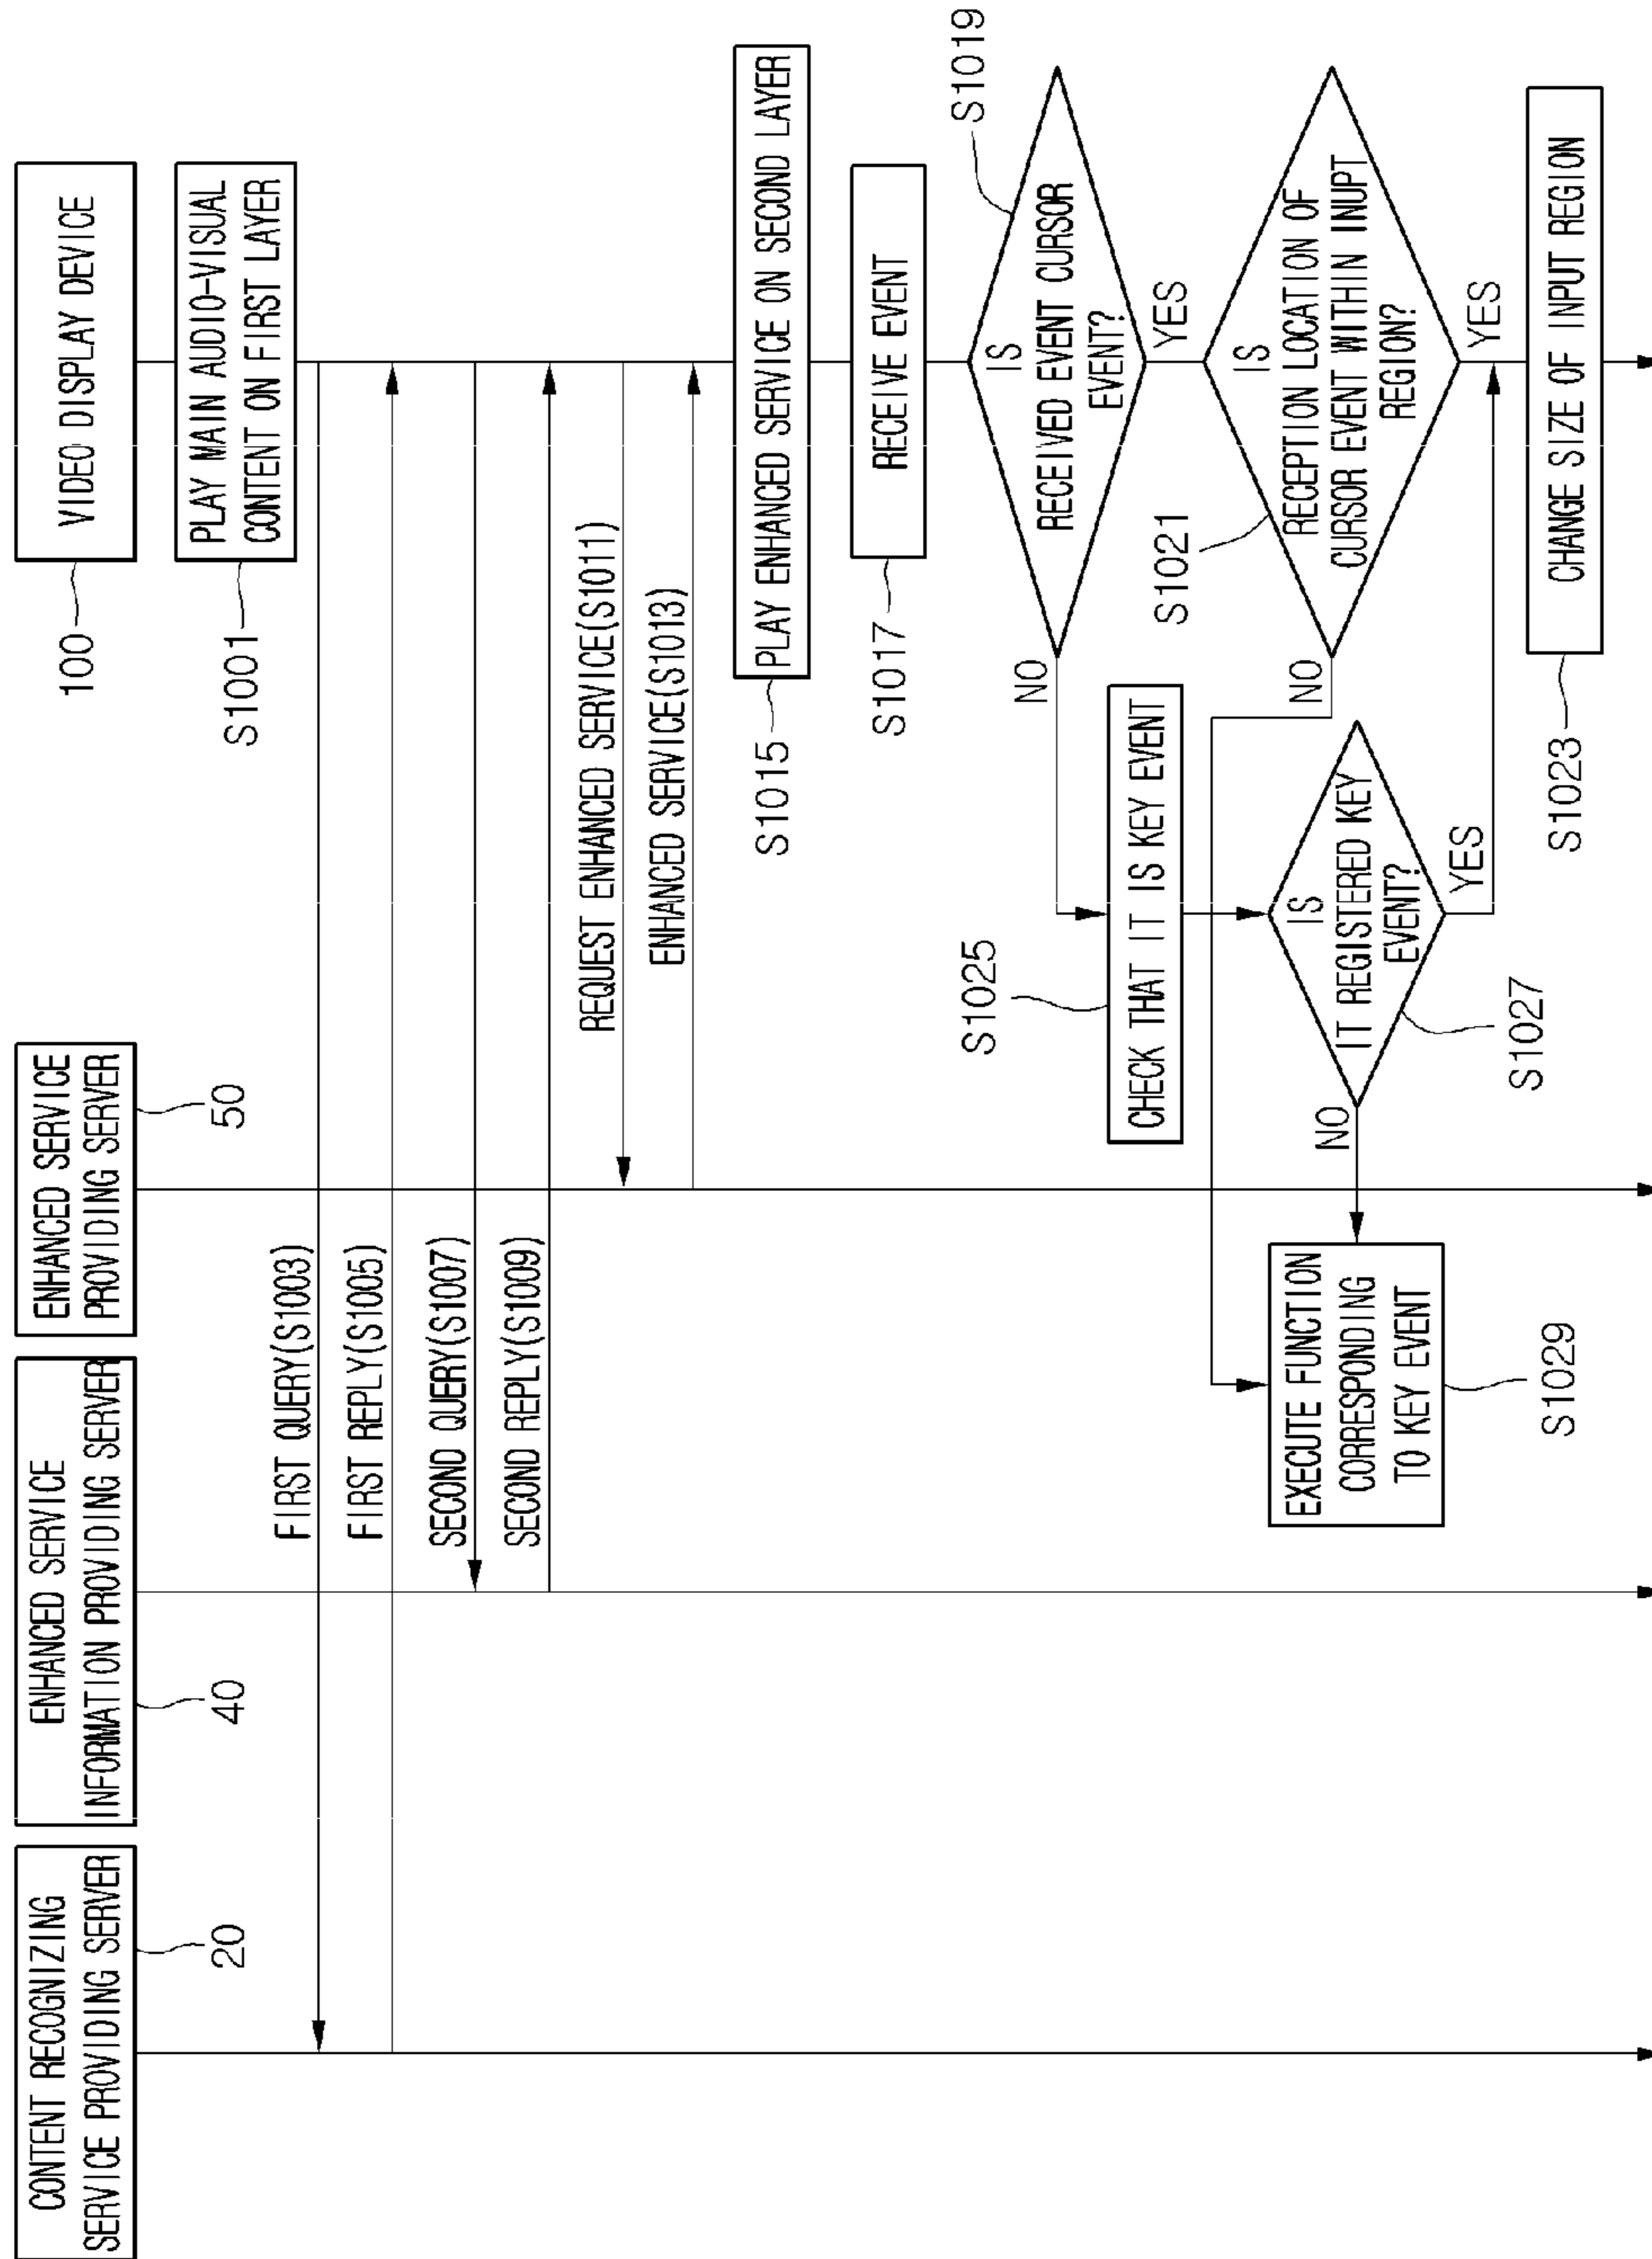 CONTENT RECOGNIZING
SERVICE PROVIDING SERVER
20
ENHANCED SERVICE
INFORMATION PROVIDING SERVER
40
ENHANCED SERVICE
PROVIDING SERVER
50
VIDEO DISPLAY DEVICE
100
PLAY MAIN AUDIO-VISUAL
CONTENT ON FIRST LAYER
S1001
FIRST QUERY(S1003)
FIRST REPLY(S1005)
SECOND QUERY(S1007)
SECOND REPLY(S1009)
REQUEST ENHANCED SERVICE(S1011)
ENHANCED SERVICE(S1013)
PLAY ENHANCED SERVICE ON SECOND LAYER
S1015
RECEIVE EVENT
S1017
IS
RECEIVED EVENT CURSOR
EVENT?
S1019
NO
YES
S1025
CHECK THAT IT IS KEY EVENT
S1021
IS
RECEPTION LOCATION OF
CURSOR EVENT WITHIN INUPT
REGION?
NO
YES
IS
IT REGISTERED KEY
EVENT?
NO
YES
S1027
EXECUTE FUNCTION
CORRESPONDING
TO KEY EVENT
S1029
CHANGE SIZE OF INPUT REGION
S1023